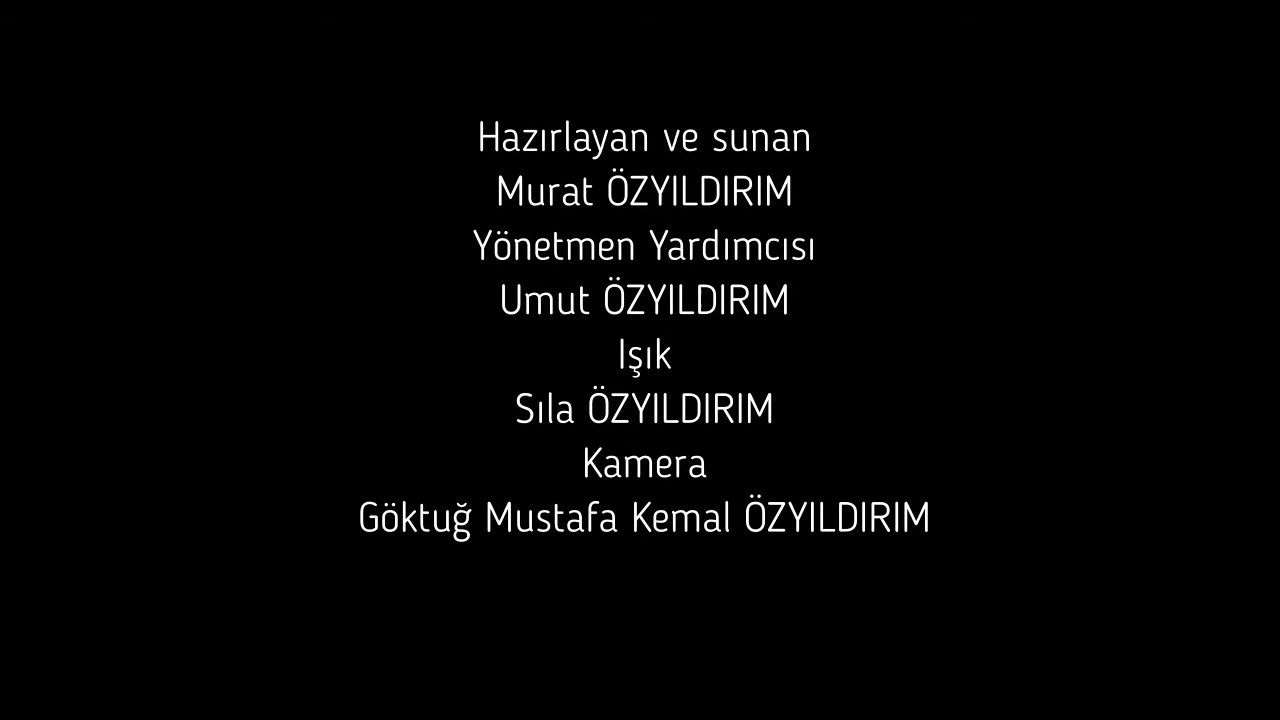 Hazırlayan ve sunan
Murat ÖZYILDIRIM
Yönetmen Yardımcısı
Umut ÖZYILDIRIM
Işık
Sıla ÖZYILDIRIM
Kamera
Göktuğ Mustafa Kemal ÖZYILDIRIM